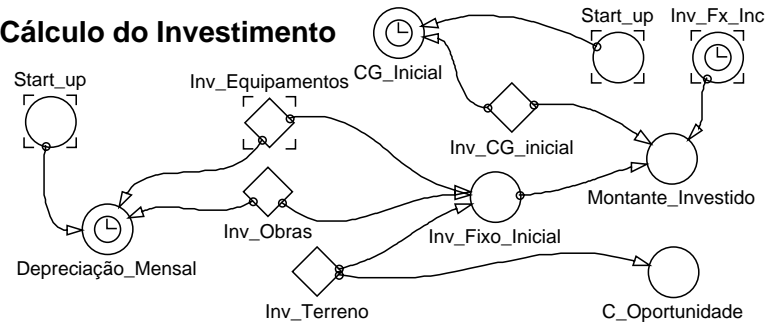 Start_up Inv_Fx_Inc
Cálculo do Investimento
CG_Inicial
Start_up Inv_Equipamentos
Inv_CG_inicial
Montante_Investido
Inv_Obras Inv_Fixo_Inicial
Depreciação_Mensal
Inv_Terreno C_Oportunidade